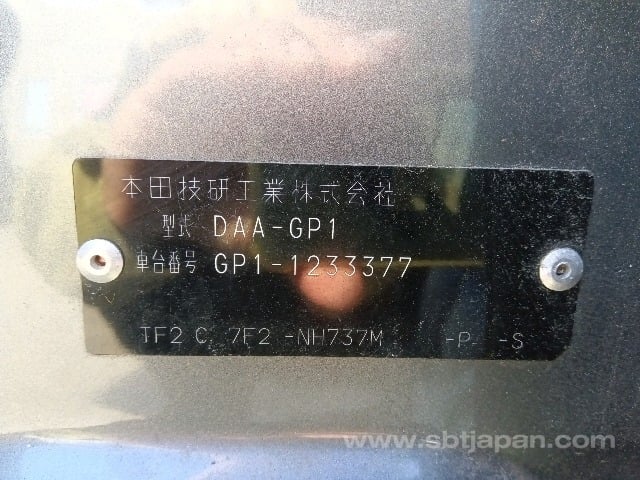 本田技研工業株式会社
型式 DAA-GP1
車台番号 GP1-1233377
TF2 C 7F2 -NH737M -P -S
www.sbtjapan.com